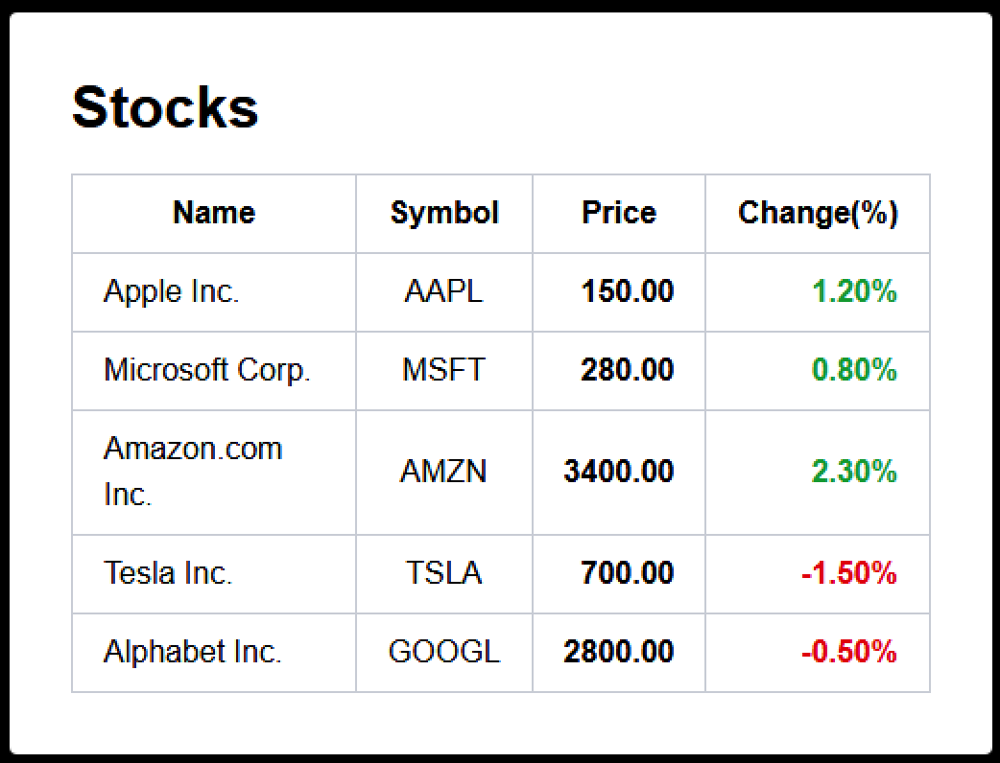 Stocks
Name Symbol Price Change(%)
Apple Inc. AAPL 150.00 1.20%
Microsoft Corp. MSFT 280.00 0.80%
Amazon.com
Inc. AMZN 3400.00 2.30%
Tesla Inc. TSLA 700.00 -1.50%
Alphabet Inc. GOOGL 2800.00 -0.50%